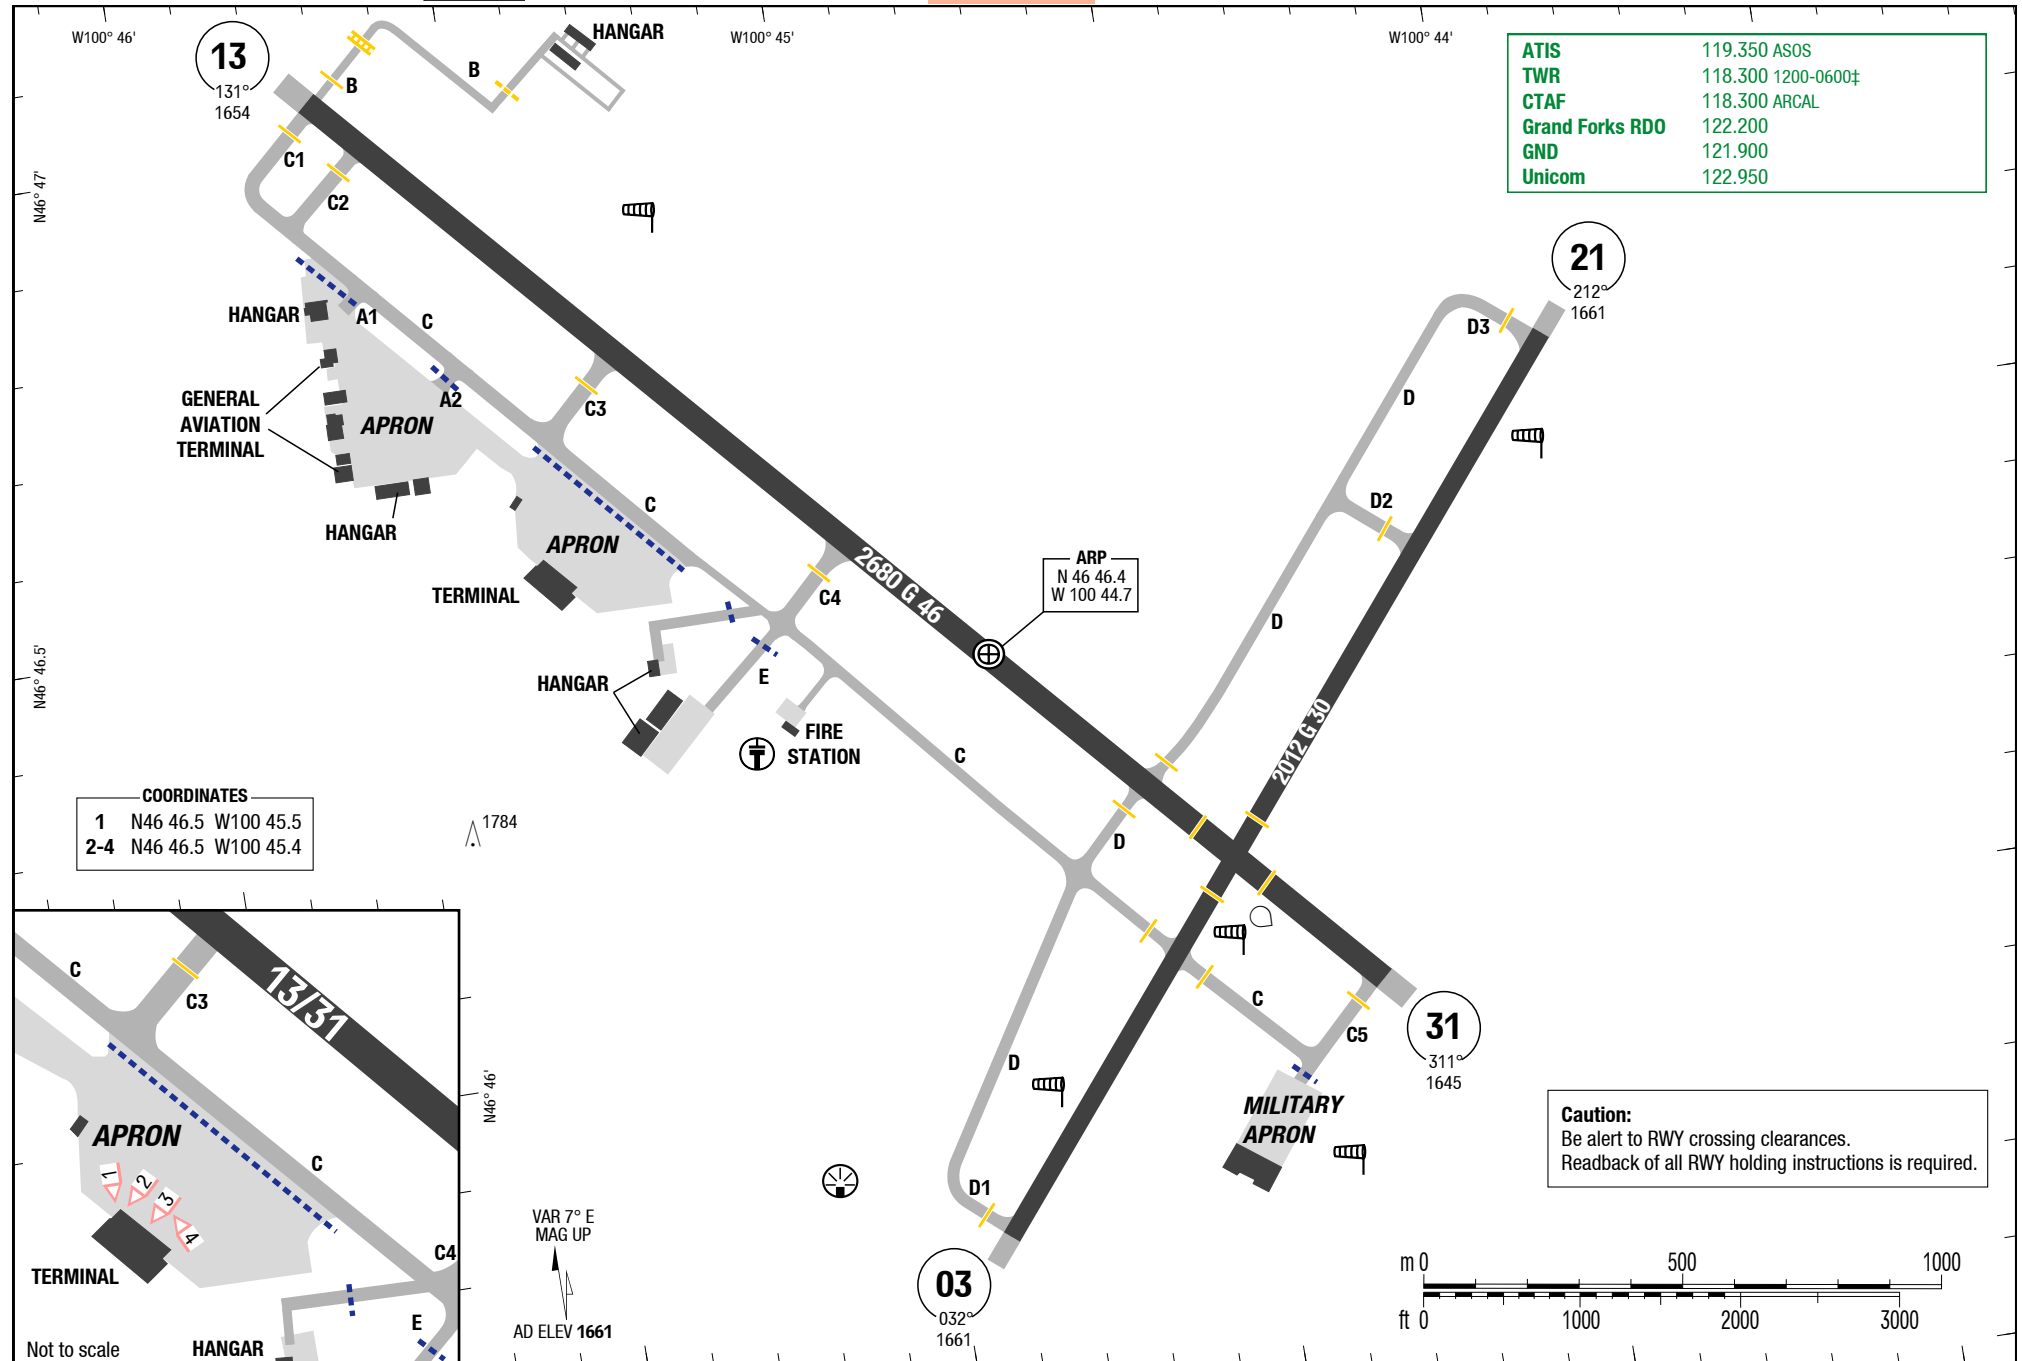 W100° 46'
W100° 45'
W100° 44'
13
131°
1654
B
B
HANGAR
ATIS 119.350 ASOS
TWR 118.300 1200-0600‡
CTAF 118.300 ARCAL
Grand Forks RDO 122.200
GND 121.900
Unicom 122.950
N46° 47'
C1
C2
21
212°
1661
HANGAR
A1
C
D3
GENERAL
AVIATION
TERMINAL
A2
C3
APRON
D
HANGAR
C
D2
APRON
TERMINAL
2680 G 46
C4
ARP
N 46 46.4
W 100 44.7
D
N46° 46.5'
E
HANGAR
FIRE
STATION
C
2012 G 30
COORDINATES
1 N46 46.5 W100 45.5
2-4 N46 46.5 W100 45.4
1784
D
C
C5
31
311°
1645
D
MILITARY
APRON
D1
Caution:
Be alert to RWY crossing clearances.
Readback of all RWY holding instructions is required.
03
032°
1661
C
C3
13/31
N46° 46'
APRON
C
1
2
3
4
TERMINAL
C4
E
HANGAR
Not to scale
VAR 7° E
MAG UP
AD ELEV 1661
m 0 500 1000
ft 0 1000 2000 3000